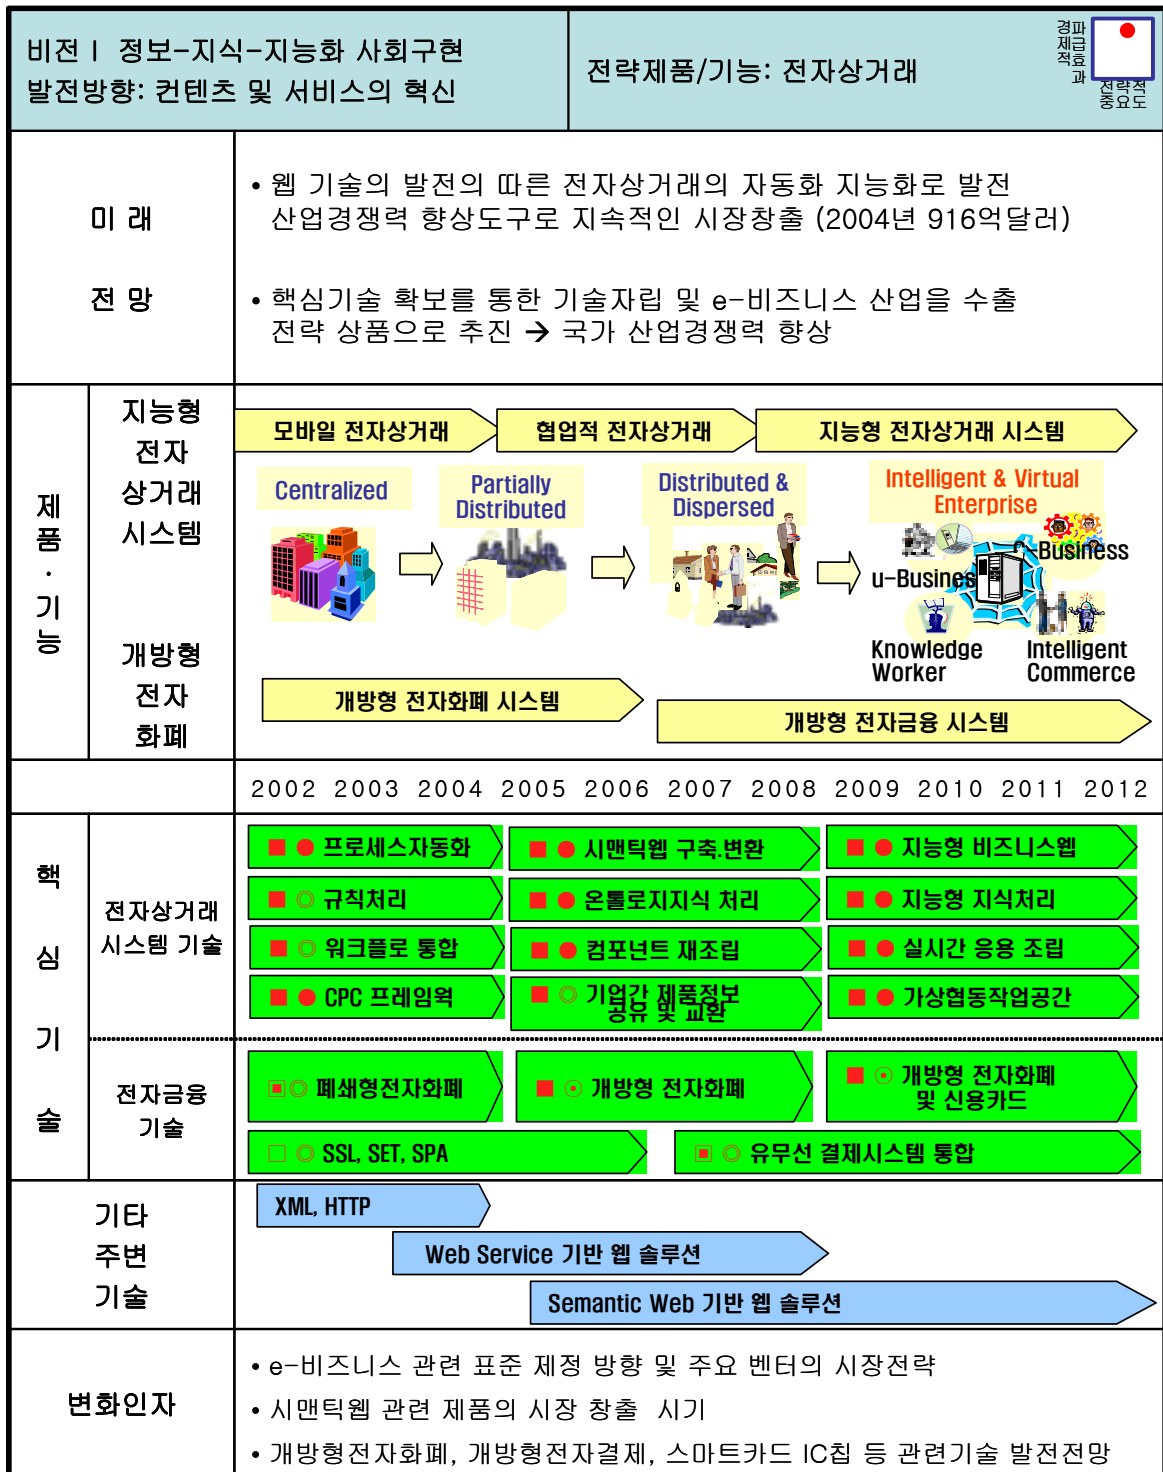 비전 I 정보-지식-지능화 사회구현
발전방향: 컨텐츠 및 서비스의 혁신
전략제품/기능: 전자상거래
경제적 파급효과
전략적
중요도
미 래
전 망
• 웹 기술의 발전의 따른 전자상거래의 자동화 지능화로 발전
산업경쟁력 향상도구로 지속적인 시장창출 (2004년 916억달러)
• 핵심기술 확보를 통한 기술자립 및 e-비즈니스 산업을 수출
전략 상품으로 추진 → 국가 산업경쟁력 향상
제품·기능
지능형
전자
상거래
시스템
개방형
전자
화폐
모바일 전자상거래
협업적 전자상거래
지능형 전자상거래 시스템
Centralized
Partially
Distributed
Distributed &
Dispersed
Intelligent & Virtual
Enterprise
-Business
u-Busines
Knowledge
Worker
Intelligent
Commerce
개방형 전자화폐 시스템
개방형 전자금융 시스템
2002 2003 2004 2005 2006 2007 2008 2009 2010 2011 2012
핵심기술
전자상거래
시스템 기술
■ ● 프로세스자동화
■ ● 시맨틱웹 구축.변환
■ ● 지능형 비즈니스웹
■ ◎ 규칙처리
■ ● 온톨로지지식 처리
■ ● 지능형 지식처리
■ ◎ 워크플로 통합
■ ● 컴포넌트 재조립
■ ● 실시간 응용 조립
■ ● CPC 프레임웍
■ ◎ 기업간 제품정보
공유 및 교환
■ ● 가상협동작업공간
전자금융
기술
▣ ◎ 폐쇄형전자화폐
■ ⊙ 개방형 전자화폐
■ ⊙ 개방형 전자화폐
및 신용카드
□ ◎ SSL, SET, SPA
▣ ◎ 유무선 결제시스템 통합
기타
주변
기술
XML, HTTP
Web Service 기반 웹 솔루션
Semantic Web 기반 웹 솔루션
변화인자
• e-비즈니스 관련 표준 제정 방향 및 주요 벤터의 시장전략
• 시맨틱웹 관련 제품의 시장 창출 시기
• 개방형전자화폐, 개방형전자결제, 스마트카드 IC칩 등 관련기술 발전전망